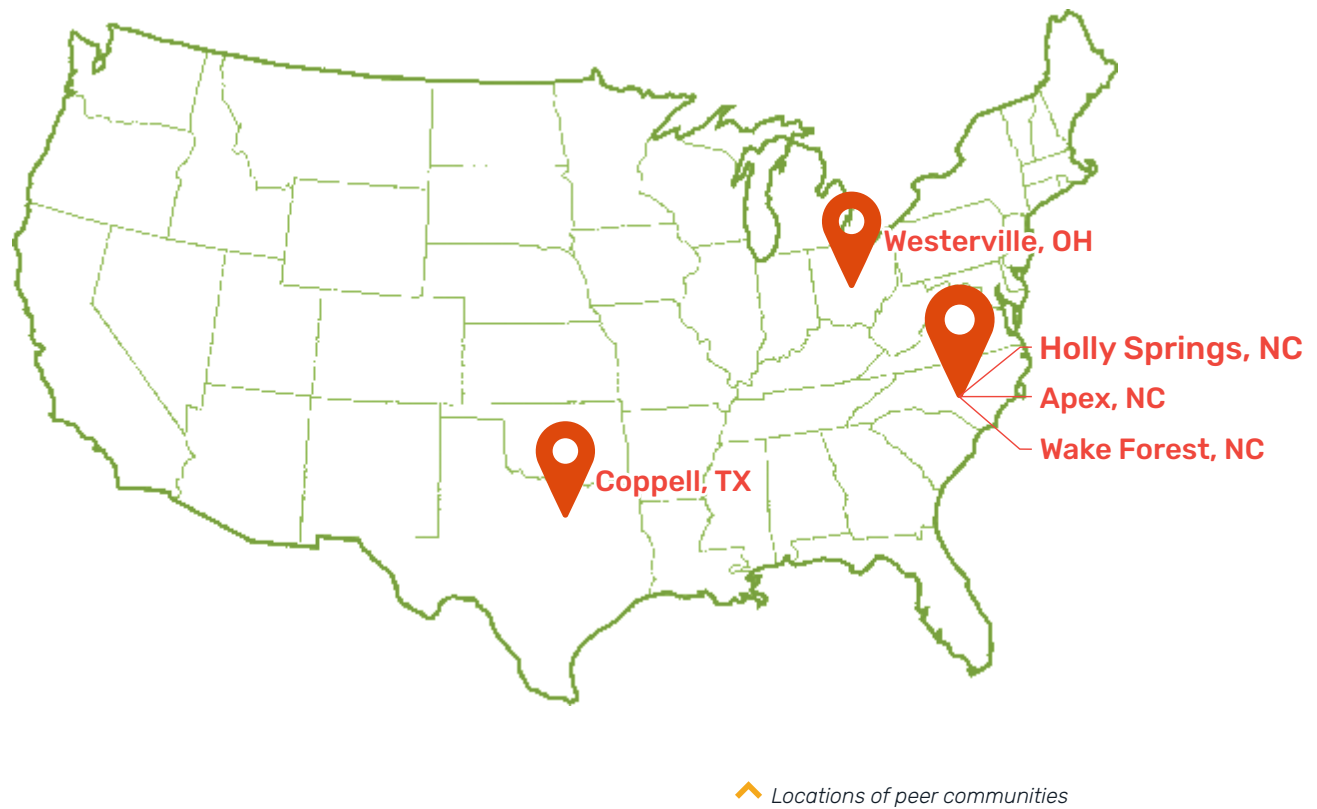 Westerville, OH
Holly Springs, NC
Apex, NC
Wake Forest, NC
Coppell, TX
Locations of peer communities